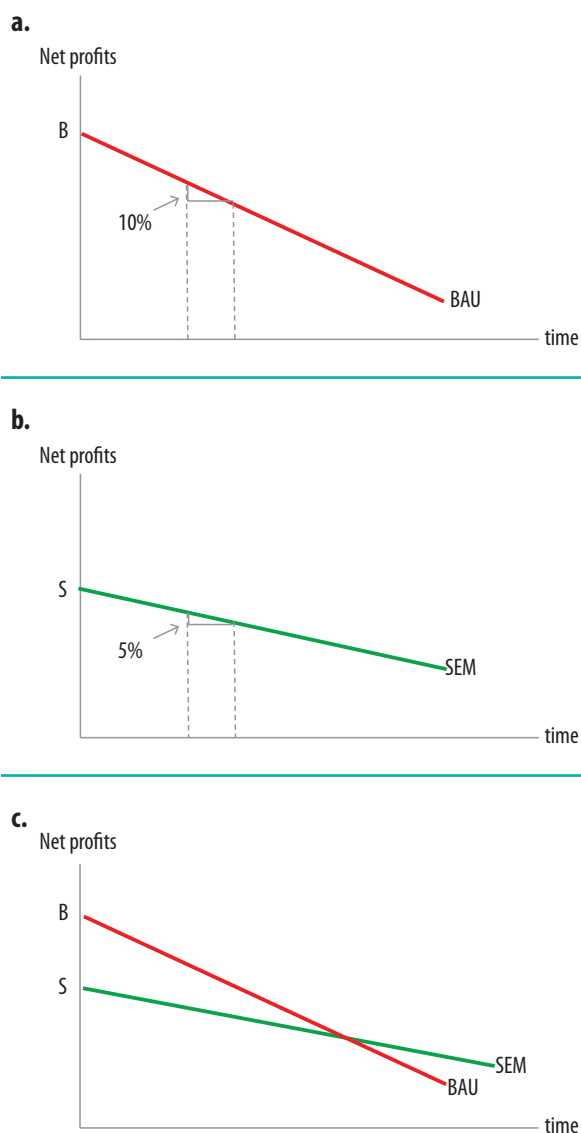 a.
Net profits
B
10%
BAU
time
b.
Net profits
S
5%
SEM
time
c.
Net profits
B
S
SEM
BAU
time